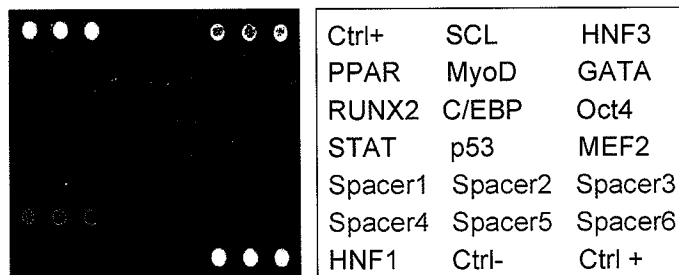 Ctrl+ SCL HNF3
PPAR MyoD GATA
RUNX2 C/EBP Oct4
STAT p53 MEF2
Spacer1 Spacer2 Spacer3
Spacer4 Spacer5 Spacer6
HNF1 Ctrl- Ctrl +